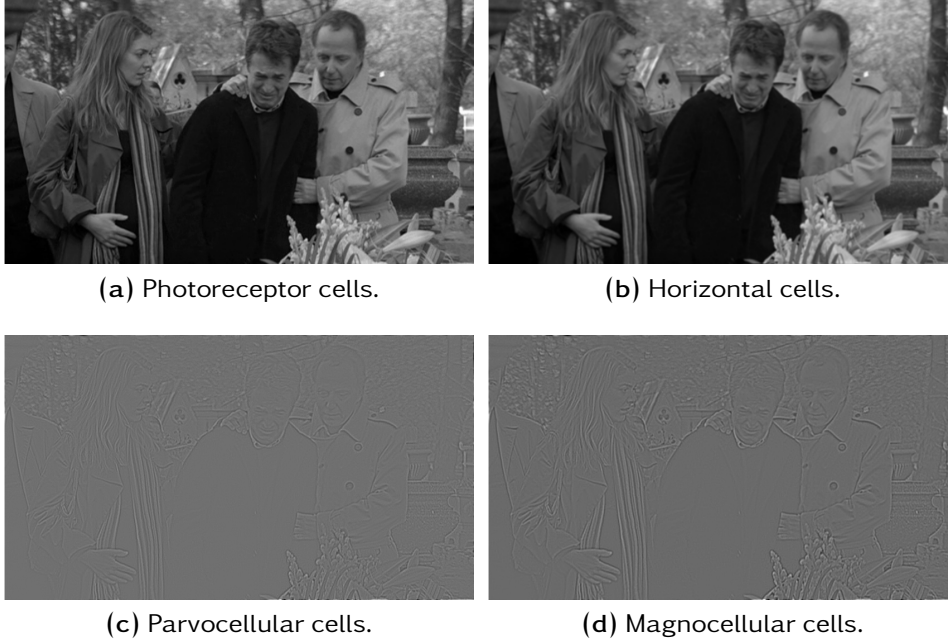 (a) Photoreceptor cells.
(b) Horizontal cells.
(c) Parvocellular cells.
(d) Magnocellular cells.